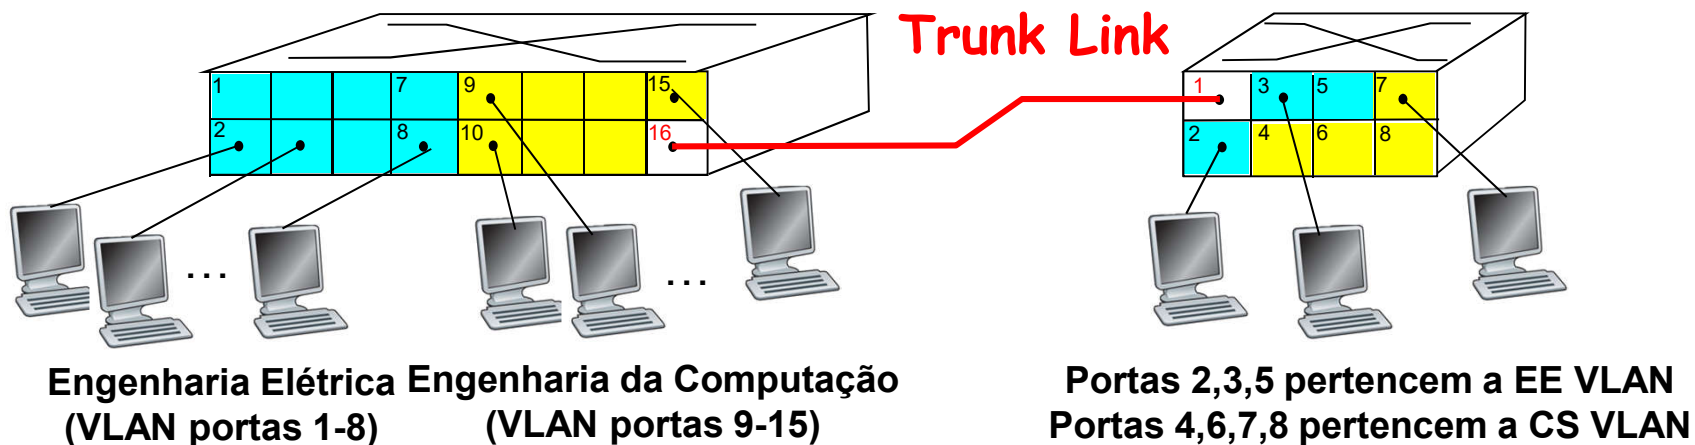 Trunk Link
1 7 9 15
2 8 10 16
1 3 5 7
2 4 6 8
...
...
Engenharia Elétrica
(VLAN portas 1-8)
Engenharia da Computação
(VLAN portas 9-15)
Portas 2,3,5 pertencem a EE VLAN
Portas 4,6,7,8 pertencem a CS VLAN